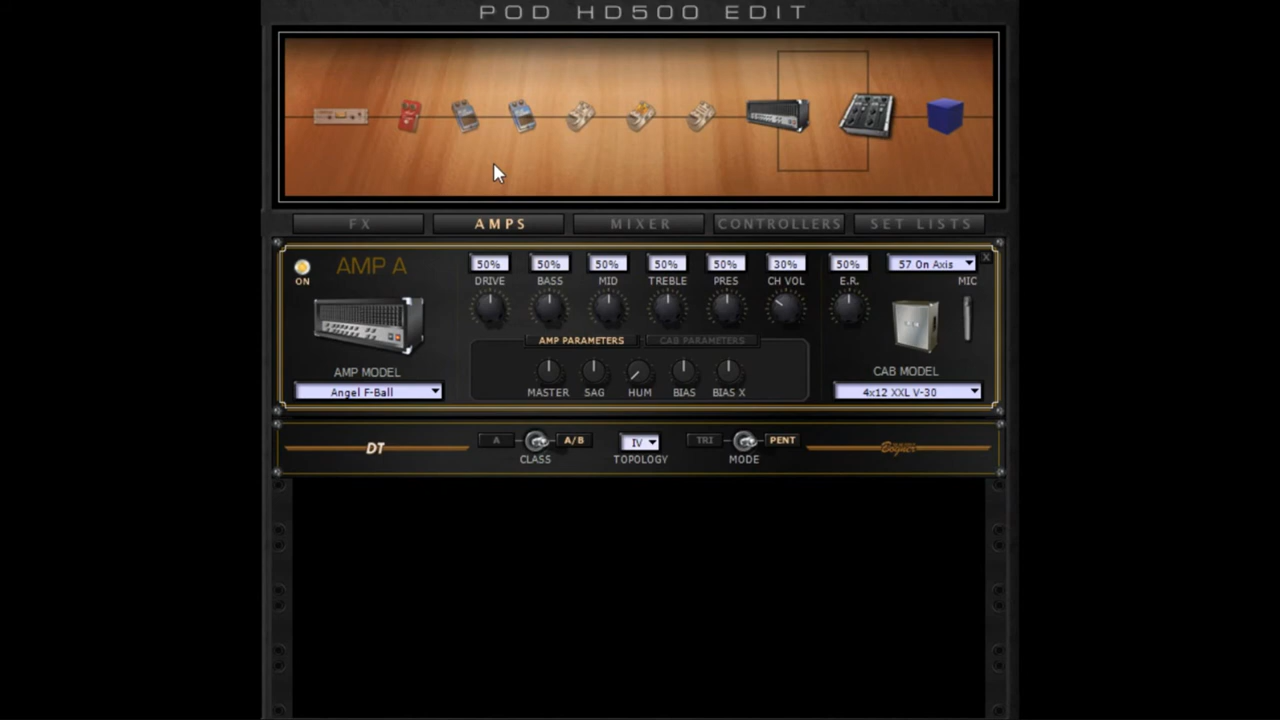 POD HD500 EDIT
FX AMPS MIXER CONTROLLERS SET LISTS
ON AMP A
50% 50% 50% 50% 50% 30% 50% 57 On Axis X
DRIVE BASS MID TREBLE PRES CH VOL E.R. MIC
AMP PARAMETERS CAB PARAMETERS
AMP MODEL CAB MODEL
Angel F-Ball MASTER SAG HUM BIAS BIAS X 4x12 XXL V-30
DT A A/B IV TRI PENT Bogner
CLASS TOPOLOGY MODE